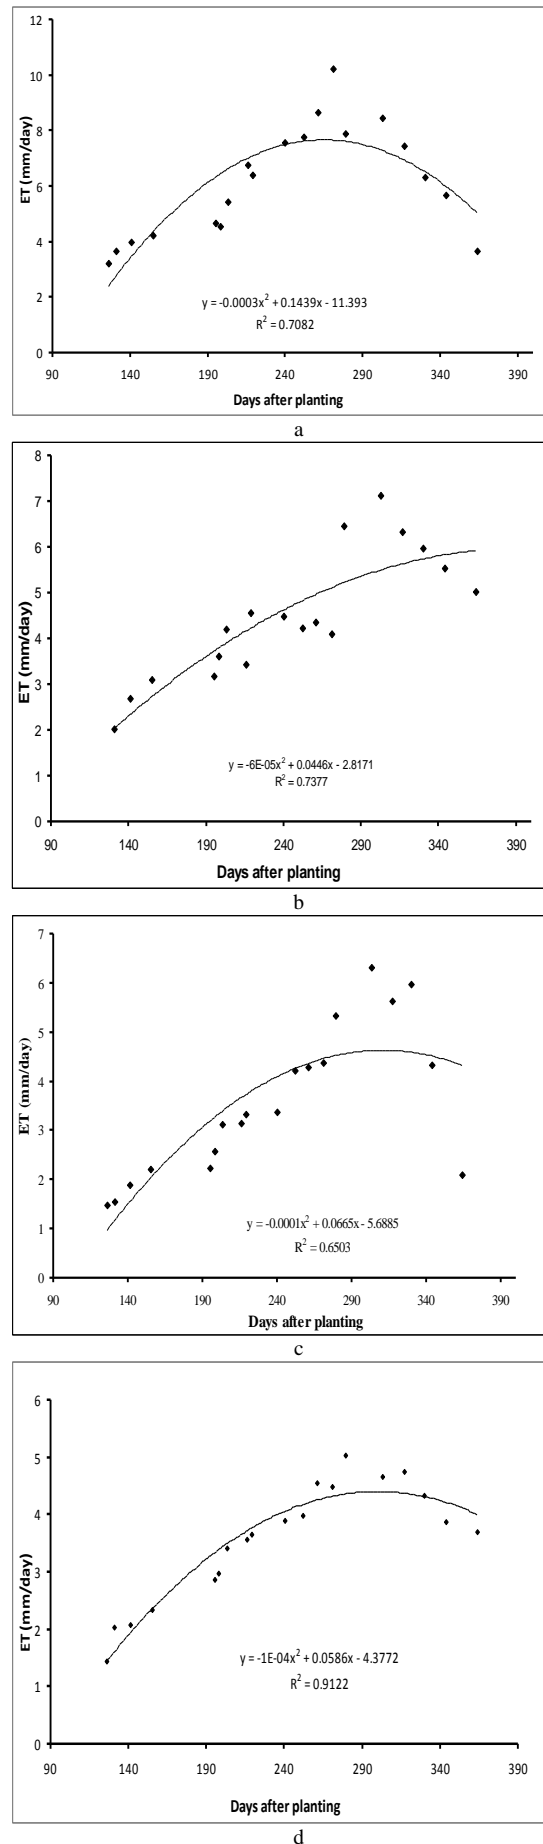 12
10
8
6
4
2
0
ET (mm/day)
y = -0.0003x² + 0.1439x - 11.393
R² = 0.7082
90 140 190 240 290 340 390
Days after planting
a
8
7
6
5
4
3
2
1
0
ET (mm/day)
y = -6E-05x² + 0.0446x - 2.8171
R² = 0.7377
90 140 190 240 290 340 390
Days after planting
b
7
6
5
4
3
2
1
0
ET (mm/day)
y = -0.0001x² + 0.0665x - 5.6885
R² = 0.6503
90 140 190 240 290 340 390
Days after planting
c
6
5
4
3
2
1
0
ET (mm/day)
y = -1E-04x² + 0.0586x - 4.3772
R² = 0.9122
90 140 190 240 290 340 390
Days after planting
d